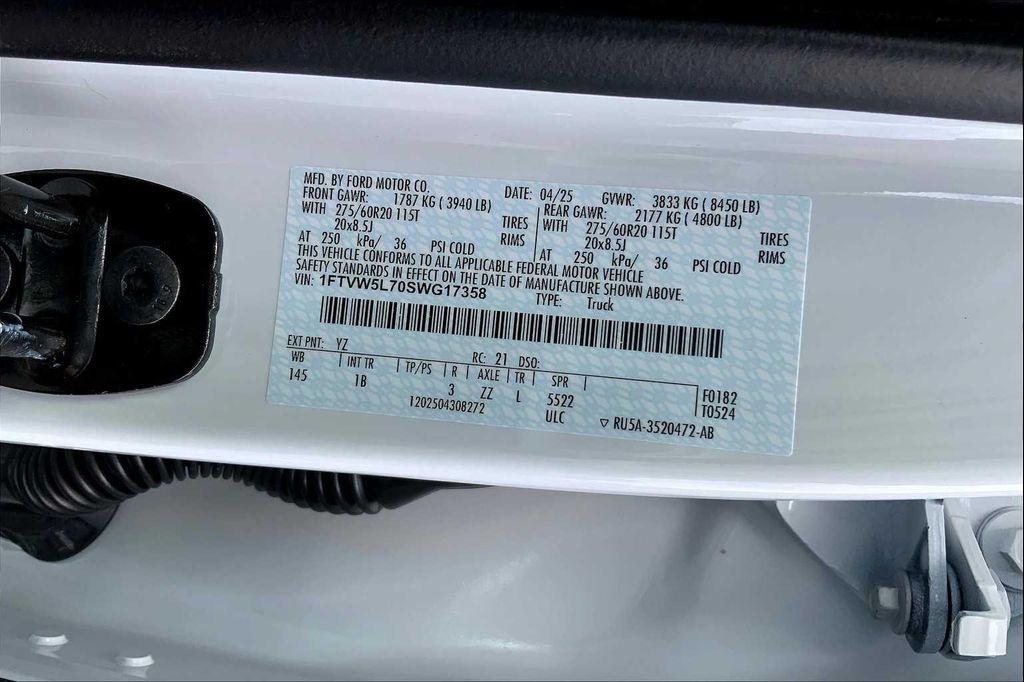 MFD. BY FORD MOTOR CO. DATE: 04/25 GVWR: 3833 KG ( 8450 LB)
FRONT GAWR: 1787 KG ( 3940 LB) REAR GAWR: 2177 KG ( 4800 LB)
WITH 275/60R20 115T TIRES WITH 275/60R20 115T TIRES
20x8.5J RIMS 20x8.5J RIMS
AT 250 kPa/ 36 PSI COLD AT 250 kPa/ 36 PSI COLD
THIS VEHICLE CONFORMS TO ALL APPLICABLE FEDERAL MOTOR VEHICLE
SAFETY STANDARDS IN EFFECT ON THE DATE OF MANUFACTURE SHOWN ABOVE.
VIN: 1FTVW5L70SWG17358 TYPE: Truck
EXT PNT: YZ RC: 21 DSO:
WB INT TR TP/PS R AXLE TR SPR F0182
145 1B 3 ZZ L 5522 T0524
1202504308272 ULC ▽ RU5A-3520472-AB